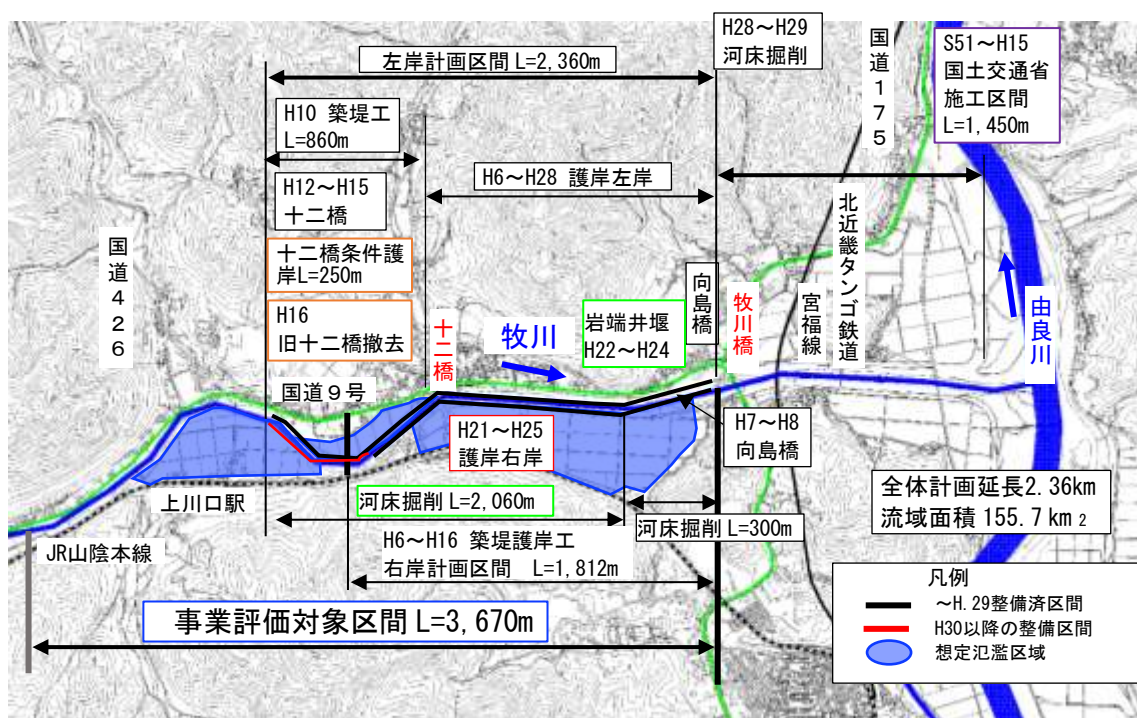 左岸計画区間 L=2,360m
H28～H29
河床掘削
国道175
S51～H15
国土交通省
施工区間
L=1,450m
H10 築堤工
L=860m
H6～H28 護岸左岸
H12～H15
十二橋
国道426
十二橋条件護
岸L=250m
H16
旧十二橋撤去
十二橋
牧川
岩端井堰
H22～H24
向島橋
牧川橋
宮福線
北近畿タンゴ鉄道
由良川
国道９号
H21～H25
護岸右岸
H7～H8
向島橋
上川口駅
河床掘削 L=2,060m
河床掘削 L=300m
全体計画延長2.36km
流域面積 155.7km2
JR山陰本線
H6～H16 築堤護岸工
右岸計画区間 L=1,812m
事業評価対象区間 L=3,670m
凡例
～H.29整備済区間
H30以降の整備区間
想定氾濫区域